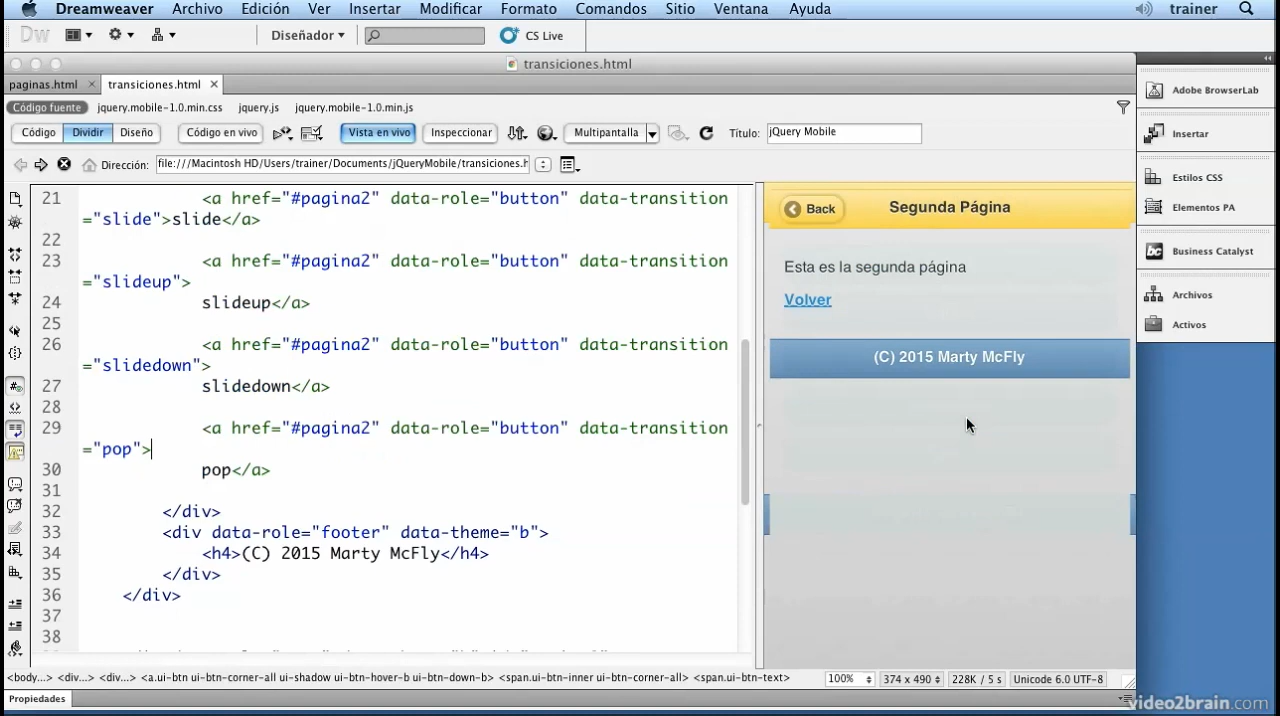 Dreamweaver Archivo Edición Ver Insertar Modificar Formato Comandos Sitio Ventana Ayuda trainer
Dw Diseñador CS Live
transiciones.html
paginas.html transiciones.html
Código fuente jquery.mobile-1.0.min.css jquery.js jquery.mobile-1.0.min.js
Código Dividir Diseño Código en vivo Vista en vivo Inspeccionar Multipantalla Título: jQuery Mobile
Dirección: file:///Macintosh HD/Users/trainer/Documents/jQueryMobile/transiciones.h
21 <a href="#pagina2" data-role="button" data-transition
="slide">slide</a>
22
23 <a href="#pagina2" data-role="button" data-transition
="slideup">
24 slideup</a>
25
26 <a href="#pagina2" data-role="button" data-transition
="slidedown">
27 slidedown</a>
28
29 <a href="#pagina2" data-role="button" data-transition
="pop">
30 pop</a>
31
32 </div>
33 <div data-role="footer" data-theme="b">
34 <h4>(C) 2015 Marty McFly</h4>
35 </div>
36 </div>
37
38
Back Segunda Página
Esta es la segunda página
Volver
(C) 2015 Marty McFly
Adobe BrowserLab
Insertar
Estilos CSS
Elementos PA
bc Business Catalyst
Archivos
Activos
<body...> <div...> <div...> <a.ui-btn ui-btn-corner-all ui-shadow ui-btn-hover-b ui-btn-down-b> <span.ui-btn-inner ui-btn-corner-all> <span.ui-btn-text> 100% 374 x 490 228K / 5 s Unicode 6.0 UTF-8
Propiedades
video2brain.com